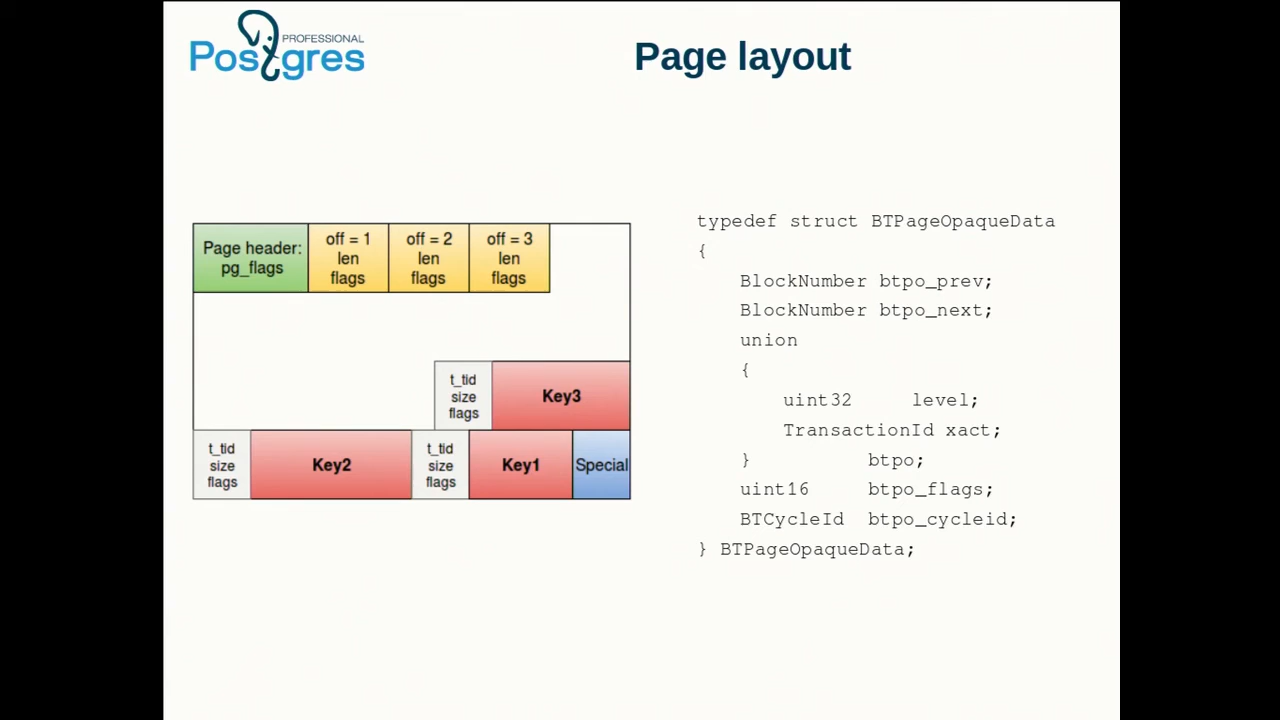 PROFESSIONAL
Postgres
Page layout
Page header:
pg_flags
off = 1
len
flags
off = 2
len
flags
off = 3
len
flags
t_tid
size
flags
Key3
t_tid
size
flags
Key2
t_tid
size
flags
Key1
Special
typedef struct BTPageOpaqueData
{
BlockNumber btpo_prev;
BlockNumber btpo_next;
union
{
uint32 level;
TransactionId xact;
} btpo;
uint16 btpo_flags;
BTCycleId btpo_cycleid;
} BTPageOpaqueData;